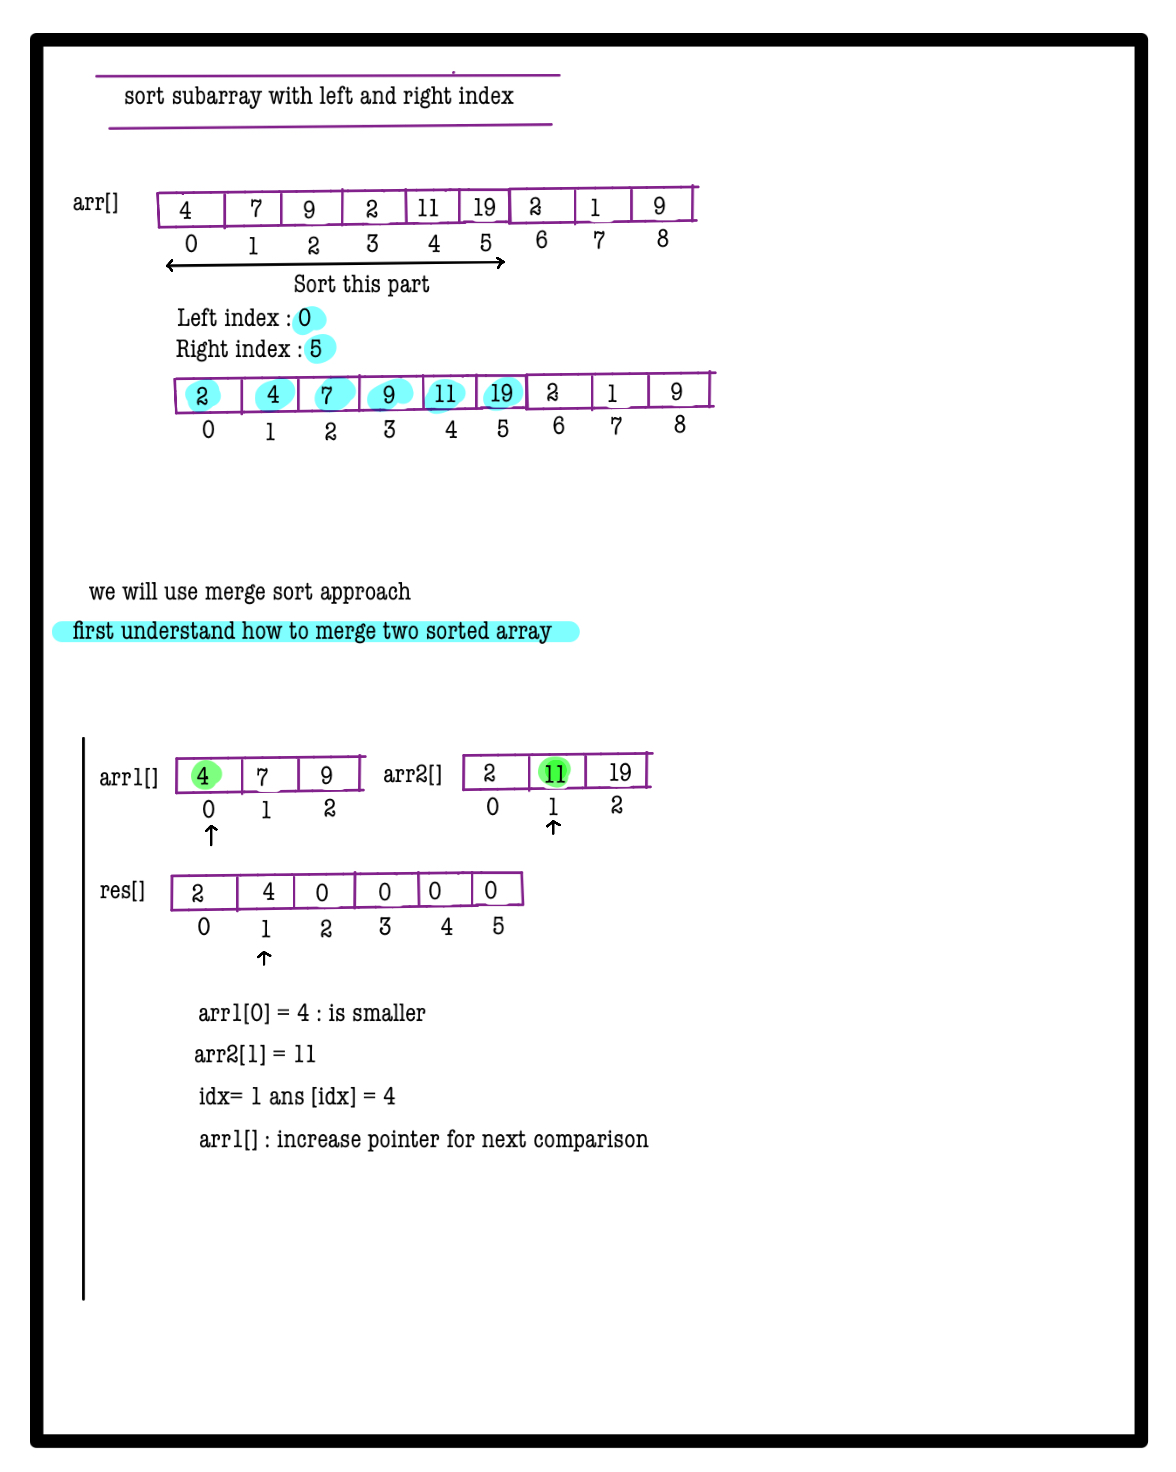 sort subarray with left and right index
arr[] 4 7 9 2 11 19 2 1 9
0 1 2 3 4 5 6 7 8
Sort this part
Left index : 0
Right index : 5
2 4 7 9 11 19 2 1 9
0 1 2 3 4 5 6 7 8
we will use merge sort approach
first understand how to merge two sorted array
arr1[] 4 7 9 arr2[] 2 11 19
0 1 2 0 1 2
res[] 2 4 0 0 0 0
0 1 2 3 4 5
arr1[0] = 4 : is smaller
arr2[1] = 11
idx= 1 ans [idx] = 4
arr1[] : increase pointer for next comparison